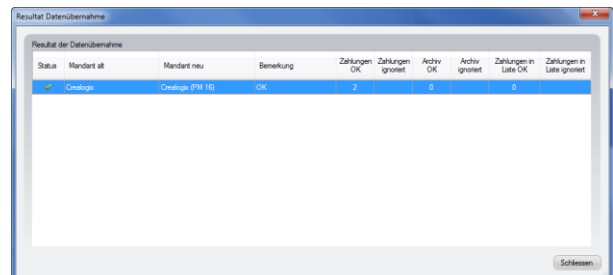 Resultat Datenübernahme
Resultat der Datenübernahme
Status Mandant alt Mandant neu Bemerkung Zahlungen OK Zahlungen ignoriert Archiv OK Archiv ignoriert Zahlungen in Liste OK Zahlungen in Liste ignoriert
Crealogix Crealogix (PM 16) OK 2 0 0
Schliessen